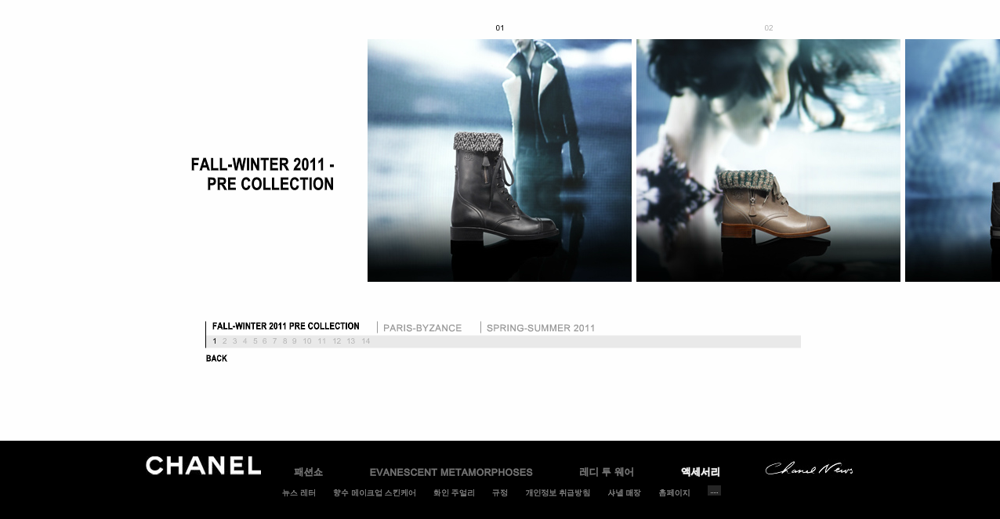 01
02
FALL-WINTER 2011 -
PRE COLLECTION
FALL-WINTER 2011 PRE COLLECTION
PARIS-BYZANCE
SPRING-SUMMER 2011
1 2 3 4 5 6 7 8 9 10 11 12 13 14
BACK
CHANEL
패션쇼 EVANESCENT METAMORPHOSES 레디 투 웨어 액세서리
Chanel News
뉴스 레터 향수 메이크업 스킨케어 화인 주얼리 규정 개인정보 취급방침 샤넬 매장 홈페이지 .....